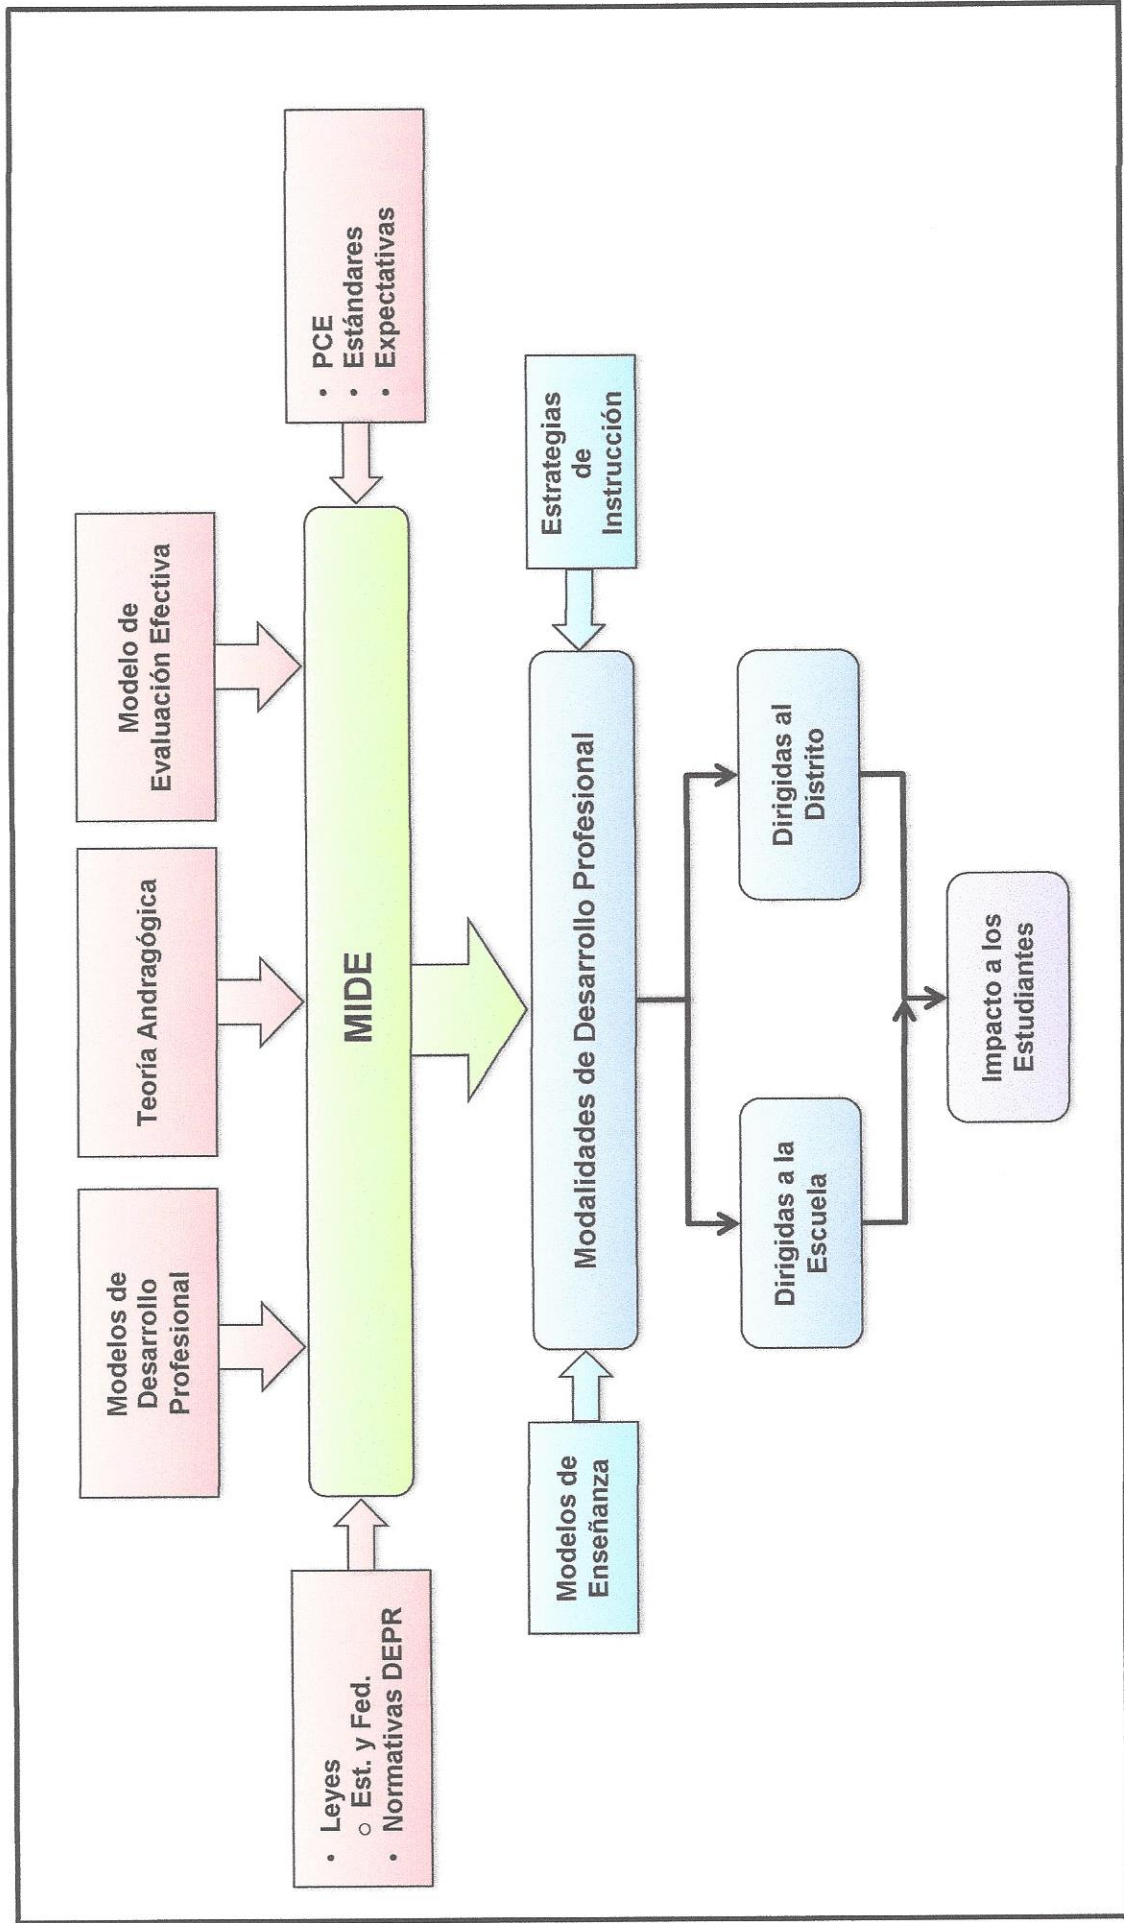 Modelos de
Desarrollo
Profesional
Teoría Andragógica
Modelo de
Evaluación Efectiva
• Leyes
○ Est. y Fed.
• Normativas DEPR
MIDE
• PCE
• Estándares
• Expectativas
Modelos de
Enseñanza
Modalidades de Desarrollo Profesional
Estrategias
de
Instrucción
Dirigidas a la
Escuela
Dirigidas al
Distrito
Impacto a los
Estudiantes